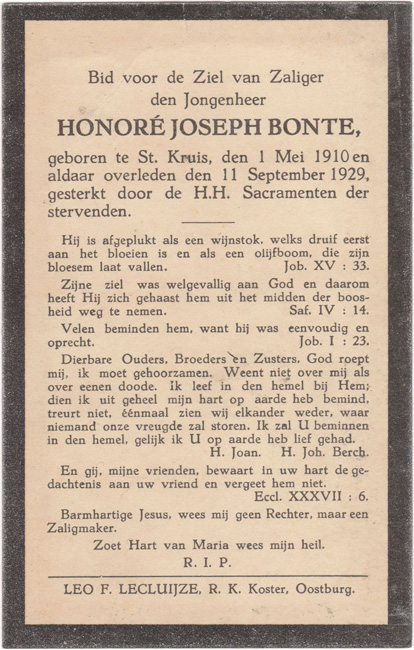 Bid voor de Ziel van Zaliger
den Jongenheer
HONORÉ JOSEPH BONTE,
geboren te St. Kruis, den 1 Mei 1910 en
aldaar overleden den 11 September 1929,
gesterkt door de H.H. Sacramenten der
stervenden.
Hij is afgeplukt als een wijnstok, welks druif eerst
aan het bloeien is en als een olijfboom, die zijn
bloesem laat vallen. Job. XV : 33.
Zijne ziel was welgevallig aan God en daarom
heeft Hij zich gehaast hem uit het midden der boos-
heid weg te nemen. Saf. IV : 14.
Velen beminden hem, want hij was eenvoudig en
oprecht. Job. I : 23.
Dierbare Ouders, Broeders en Zusters, God roept
mij, ik moet gehoorzamen. Weent niet over mij als
over eenen doode. Ik leef in den hemel bij Hem;
dien ik uit geheel mijn hart op aarde heb bemind,
treurt niet, éénmaal zien wij elkander weder, waar
niemand onze vreugde zal storen. Ik zal U beminnen
in den hemel, gelijk ik U op aarde heb lief gehad.
H. Joan. H. Joh. Berch.
En gij, mijne vrienden, bewaart in uw hart de ge-
dachtenis aan uw vriend en vergeet hem niet.
Eccl. XXXVII : 6.
Barmhartige Jesus, wees mij geen Rechter, maar een
Zaligmaker.
Zoet Hart van Maria wees mijn heil.
R. I. P.
LEO F. LECLUIJZE, R. K. Koster, Oostburg.